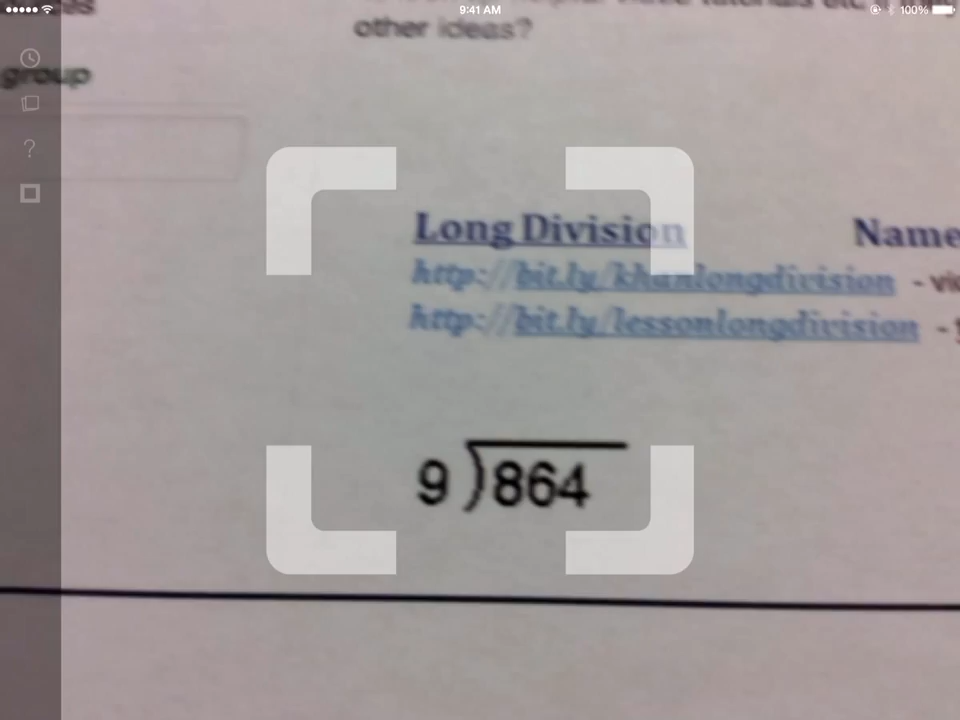 9:41 AM
100%
other ideas?
group
Long Division
Name
http://bit.ly/khanlongdivision -
http://bit.ly/lessonlongdivision -
9)864
?